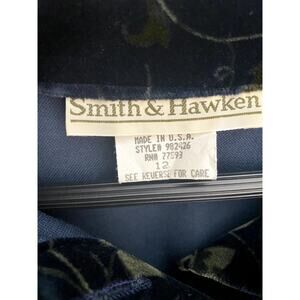 Smith & Hawken
MADE IN U.S.A.
STYLE# 982426
RN# 77593
12
SEE REVERSE FOR CARE